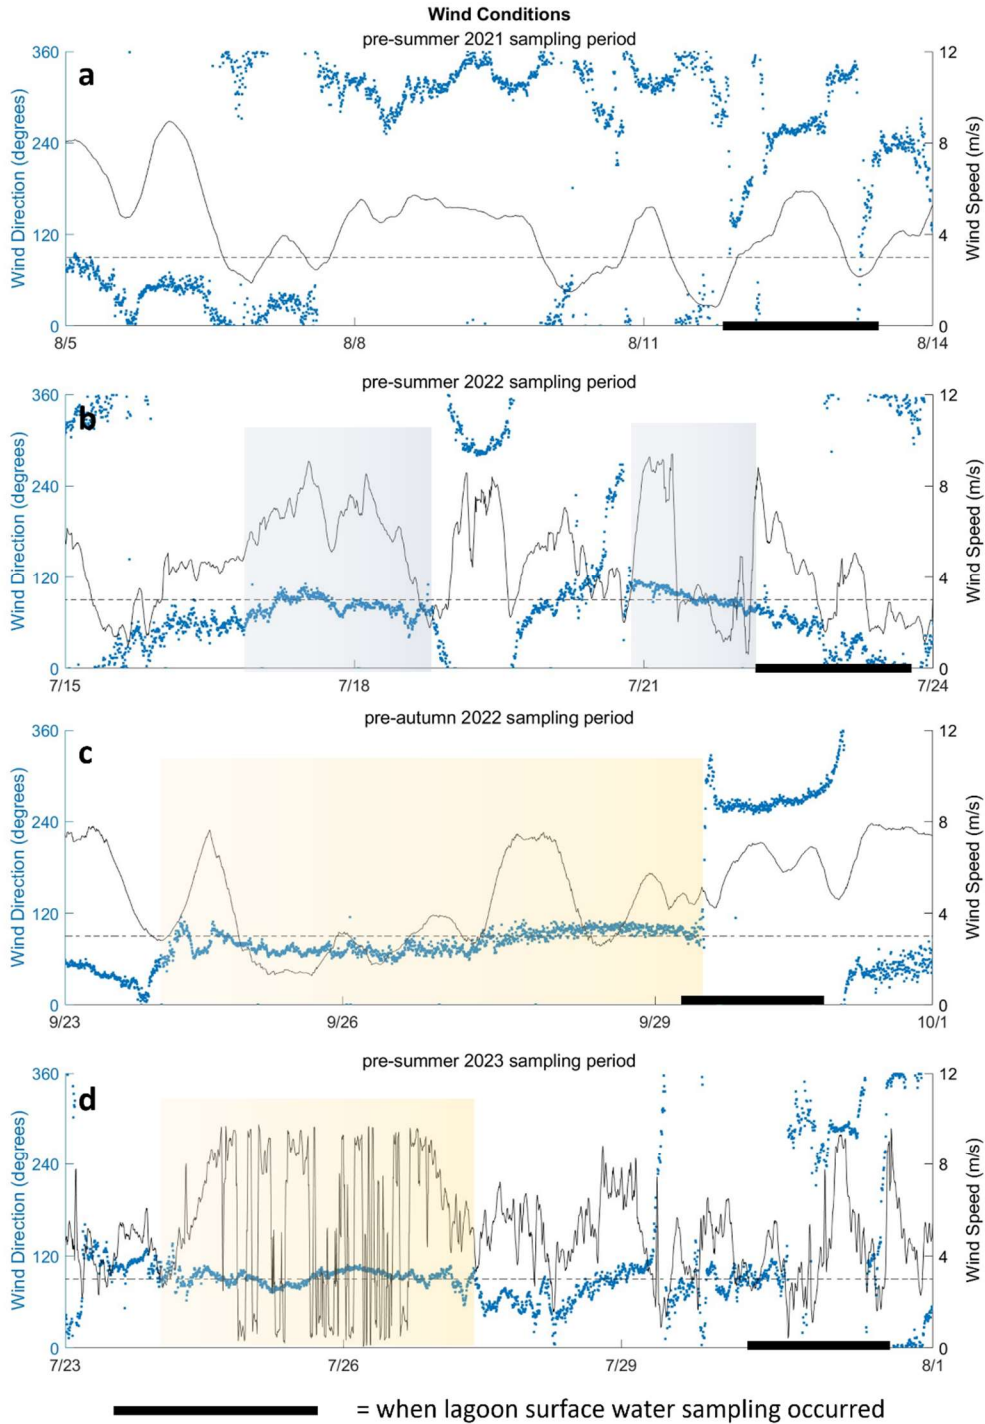 Wind Conditions
pre-summer 2021 sampling period
a
360
240
120
0
Wind Direction (degrees)
12
8
4
0
Wind Speed (m/s)
8/5
8/8
8/11
8/14
pre-summer 2022 sampling period
b
360
240
120
0
Wind Direction (degrees)
12
8
4
0
Wind Speed (m/s)
7/15
7/18
7/21
7/24
pre-autumn 2022 sampling period
c
360
240
120
0
Wind Direction (degrees)
12
8
4
0
Wind Speed (m/s)
9/23
9/26
9/29
10/1
pre-summer 2023 sampling period
d
360
240
120
0
Wind Direction (degrees)
12
8
4
0
Wind Speed (m/s)
7/23
7/26
7/29
8/1
= when lagoon surface water sampling occurred